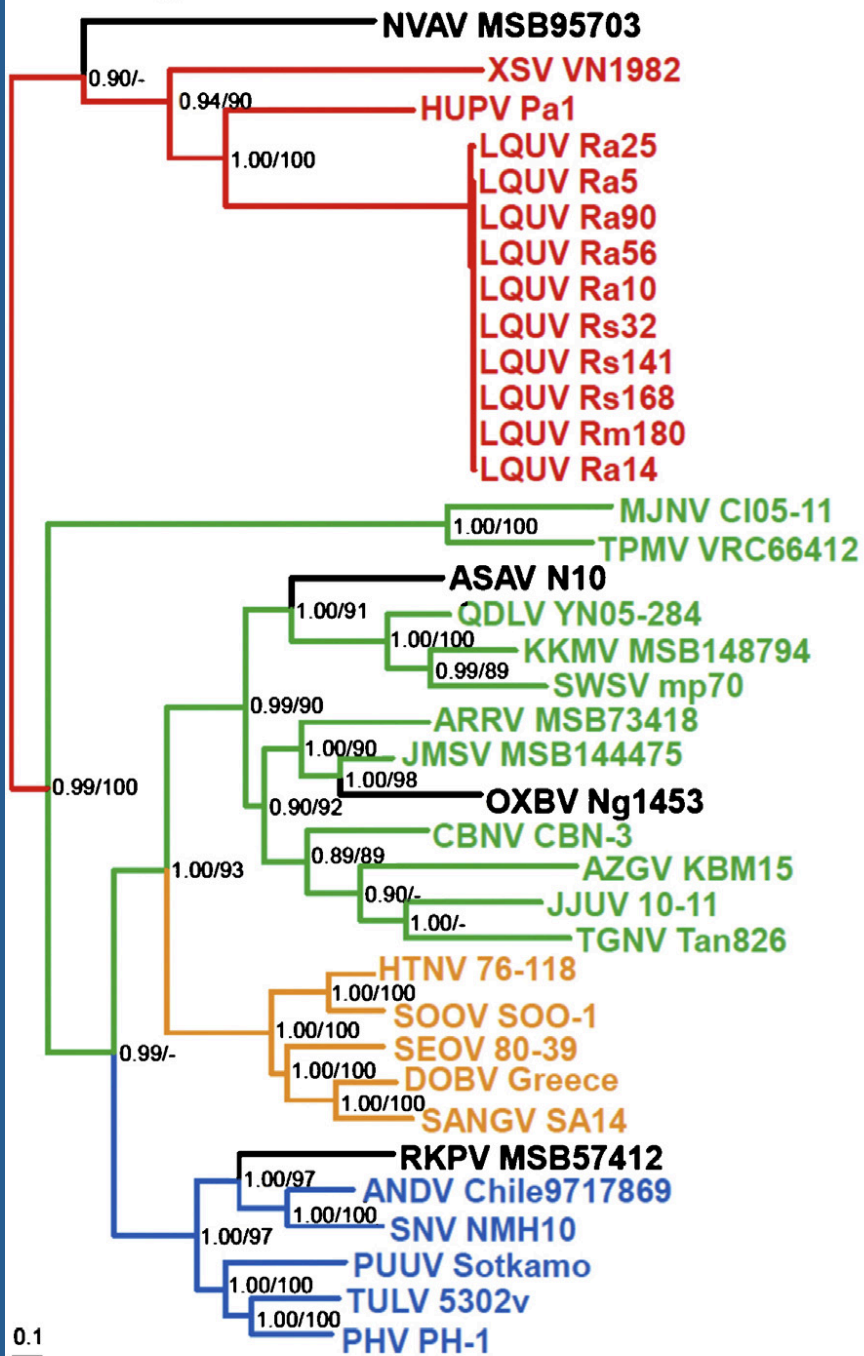 NVAV MSB95703
0.90/-
XSV VN1982
0.94/90
HUPV Pa1
1.00/100
LQUV Ra25
LQUV Ra5
LQUV Ra90
LQUV Ra56
LQUV Ra10
LQUV Rs32
LQUV Rs141
LQUV Rs168
LQUV Rm180
LQUV Ra14
MJNV CI05-11
1.00/100
TPMV VRC66412
ASAV N10
1.00/91
QDLV YN05-284
1.00/100
KKMV MSB148794
0.99/89
SWSV mp70
0.99/90
ARRV MSB73418
1.00/90
JMSV MSB144475
1.00/98
0.99/100
OXBV Ng1453
0.90/92
CBNV CBN-3
0.89/89
1.00/93
AZGV KBM15
0.90/-
JJUV 10-11
1.00/-
TGNV Tan826
HTNV 76-118
1.00/100
SOOV SOO-1
1.00/100
SEOV 80-39
0.99/-
1.00/100
DOBV Greece
1.00/100
SANGV SA14
RKPV MSB57412
1.00/97
ANDV Chile9717869
1.00/100
SNV NMH10
1.00/97
PUUV Sotkamo
1.00/100
TULV 5302v
1.00/100
PHV PH-1
0.1